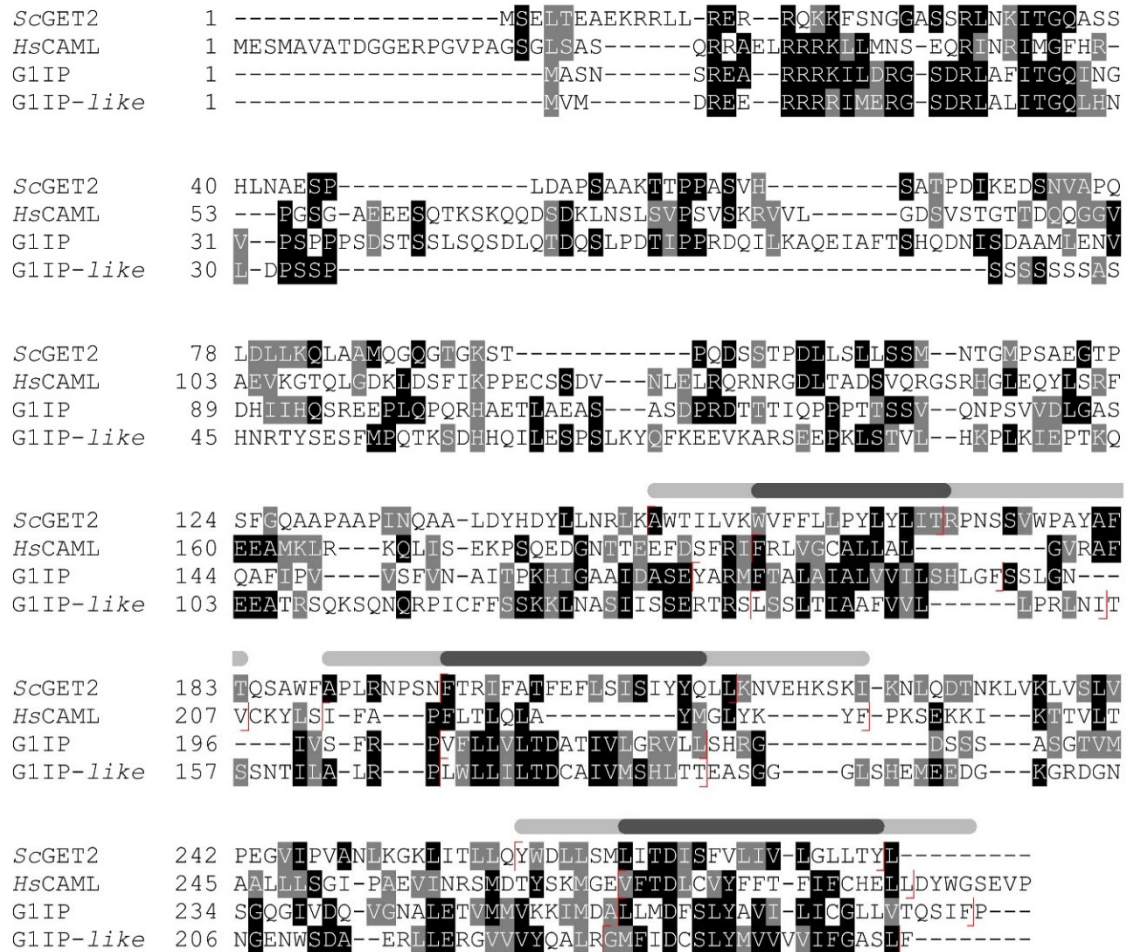 ScGET2 1 ------------------MSELTEAEKRRLL-RER--RQKKFSNGGASSRLNKITGQASS
HsCAML 1 MESMAVATDGGERPGVPAGSGLSAS-----QRRAELRRRKLLMNS-EQRINRIMGFHR-
G1IP 1 ---------------------MASN-----SREA-RRRKILDRG-SDRLAFITGQING
G1IP-like 1 ---------------------MVM------DREE-RRRRIMERG-SDRLALITGQLHN
ScGET2 40 HLNAESP-------------LDAPSAAKTTPPASVH---------SATPDIKEDSNVAPQ
HsCAML 53 ---PGSG-AEEESQTKSKQQDSDKLNSLSVPSVSKRVVL------GDSVSTGTTDQQGGV
G1IP 31 V--PSPPPSDSTSSLSQSDLQTDQSLPDTIPPRDQILKAQEIAFTSHQDNISDAAMLENV
G1IP-like 30 L-DPSSP-------------------------------------------SSSSSSSAS
ScGET2 78 LDLLKQLAAMQGQGTGKST------------PQDSSTPDLLSLLSSM--NTGMPSAEGTP
HsCAML 103 AEVKGTQLGDKLDSFIKPPECSSDV---NLELRQRNRGDLTADSVQRGSRHGLEQYLSRF
G1IP 89 DHIIHQSREEPLQPQRHAETLAEAS---ASDPRDTTTIQPPPTTSSV--QNPSVVDLGAS
G1IP-like 45 HNRTYSESFMPQTKSDHHQILESPSLKYQFKEEVKARSEEPKLSTVL--HKPLKIEPTKQ
ScGET2 124 SFGQAAPAAPINQAA-LDYHDYLLNRLKAWTILVKWVFFLLPYLYLITRPNSSVWPAYAF
HsCAML 160 EEAMKLR---KQLIS-EKPSQEDGNTTEEFDSFRIFRLVGCALLAL---------GVRAF
G1IP 144 QAFIPV----VSFVN-AITPKHIGAAIDASEYARMFTALAIALVVILSHLGFSSLGN---
G1IP-like 103 EEATRSQKSQNQRPICFFSSKKLNASIISSERTRSLSSLTIAAFVVL------LPRLNIT
ScGET2 183 TQSAWFAPLRNPSNFTRIFATFEFLSISIYYQLLKNVEHKSKI-KNLQDTNKLVKLVSLV
HsCAML 207 VCKYLSI-FA---PFLTLQLA---------YMGLYK----YF-PKSEKKI---KTTVLT
G1IP 196 ----IVS-FR---PVFLLVLTDATIVLGRVLLSHRG-----------DSSS---ASGTVM
G1IP-like 157 SSNTILA-LR---PLWLLILTDCAIVMSHLTTEASGG-----GLSHEMEEDG---KGRDGN
ScGET2 242 PEGVIPVANLKGKLITLLQYWDLLSMLITDISFVLIV-LGLLTYL---------
HsCAML 245 AALLLSGI-PAEVINRSMDTYSKMGEVFTDLCVYFFT-FIFCHELLDYWGSEVP
G1IP 234 SGQGIVDQ-VGNALETVMMVKKIMDALLMDFSLYAVI-LICGLLVTQSIFP---
G1IP-like 206 NGENWSDA--ERLLERGVVVYQALRGMFIDCSLYMVVVVIFGASLF--------